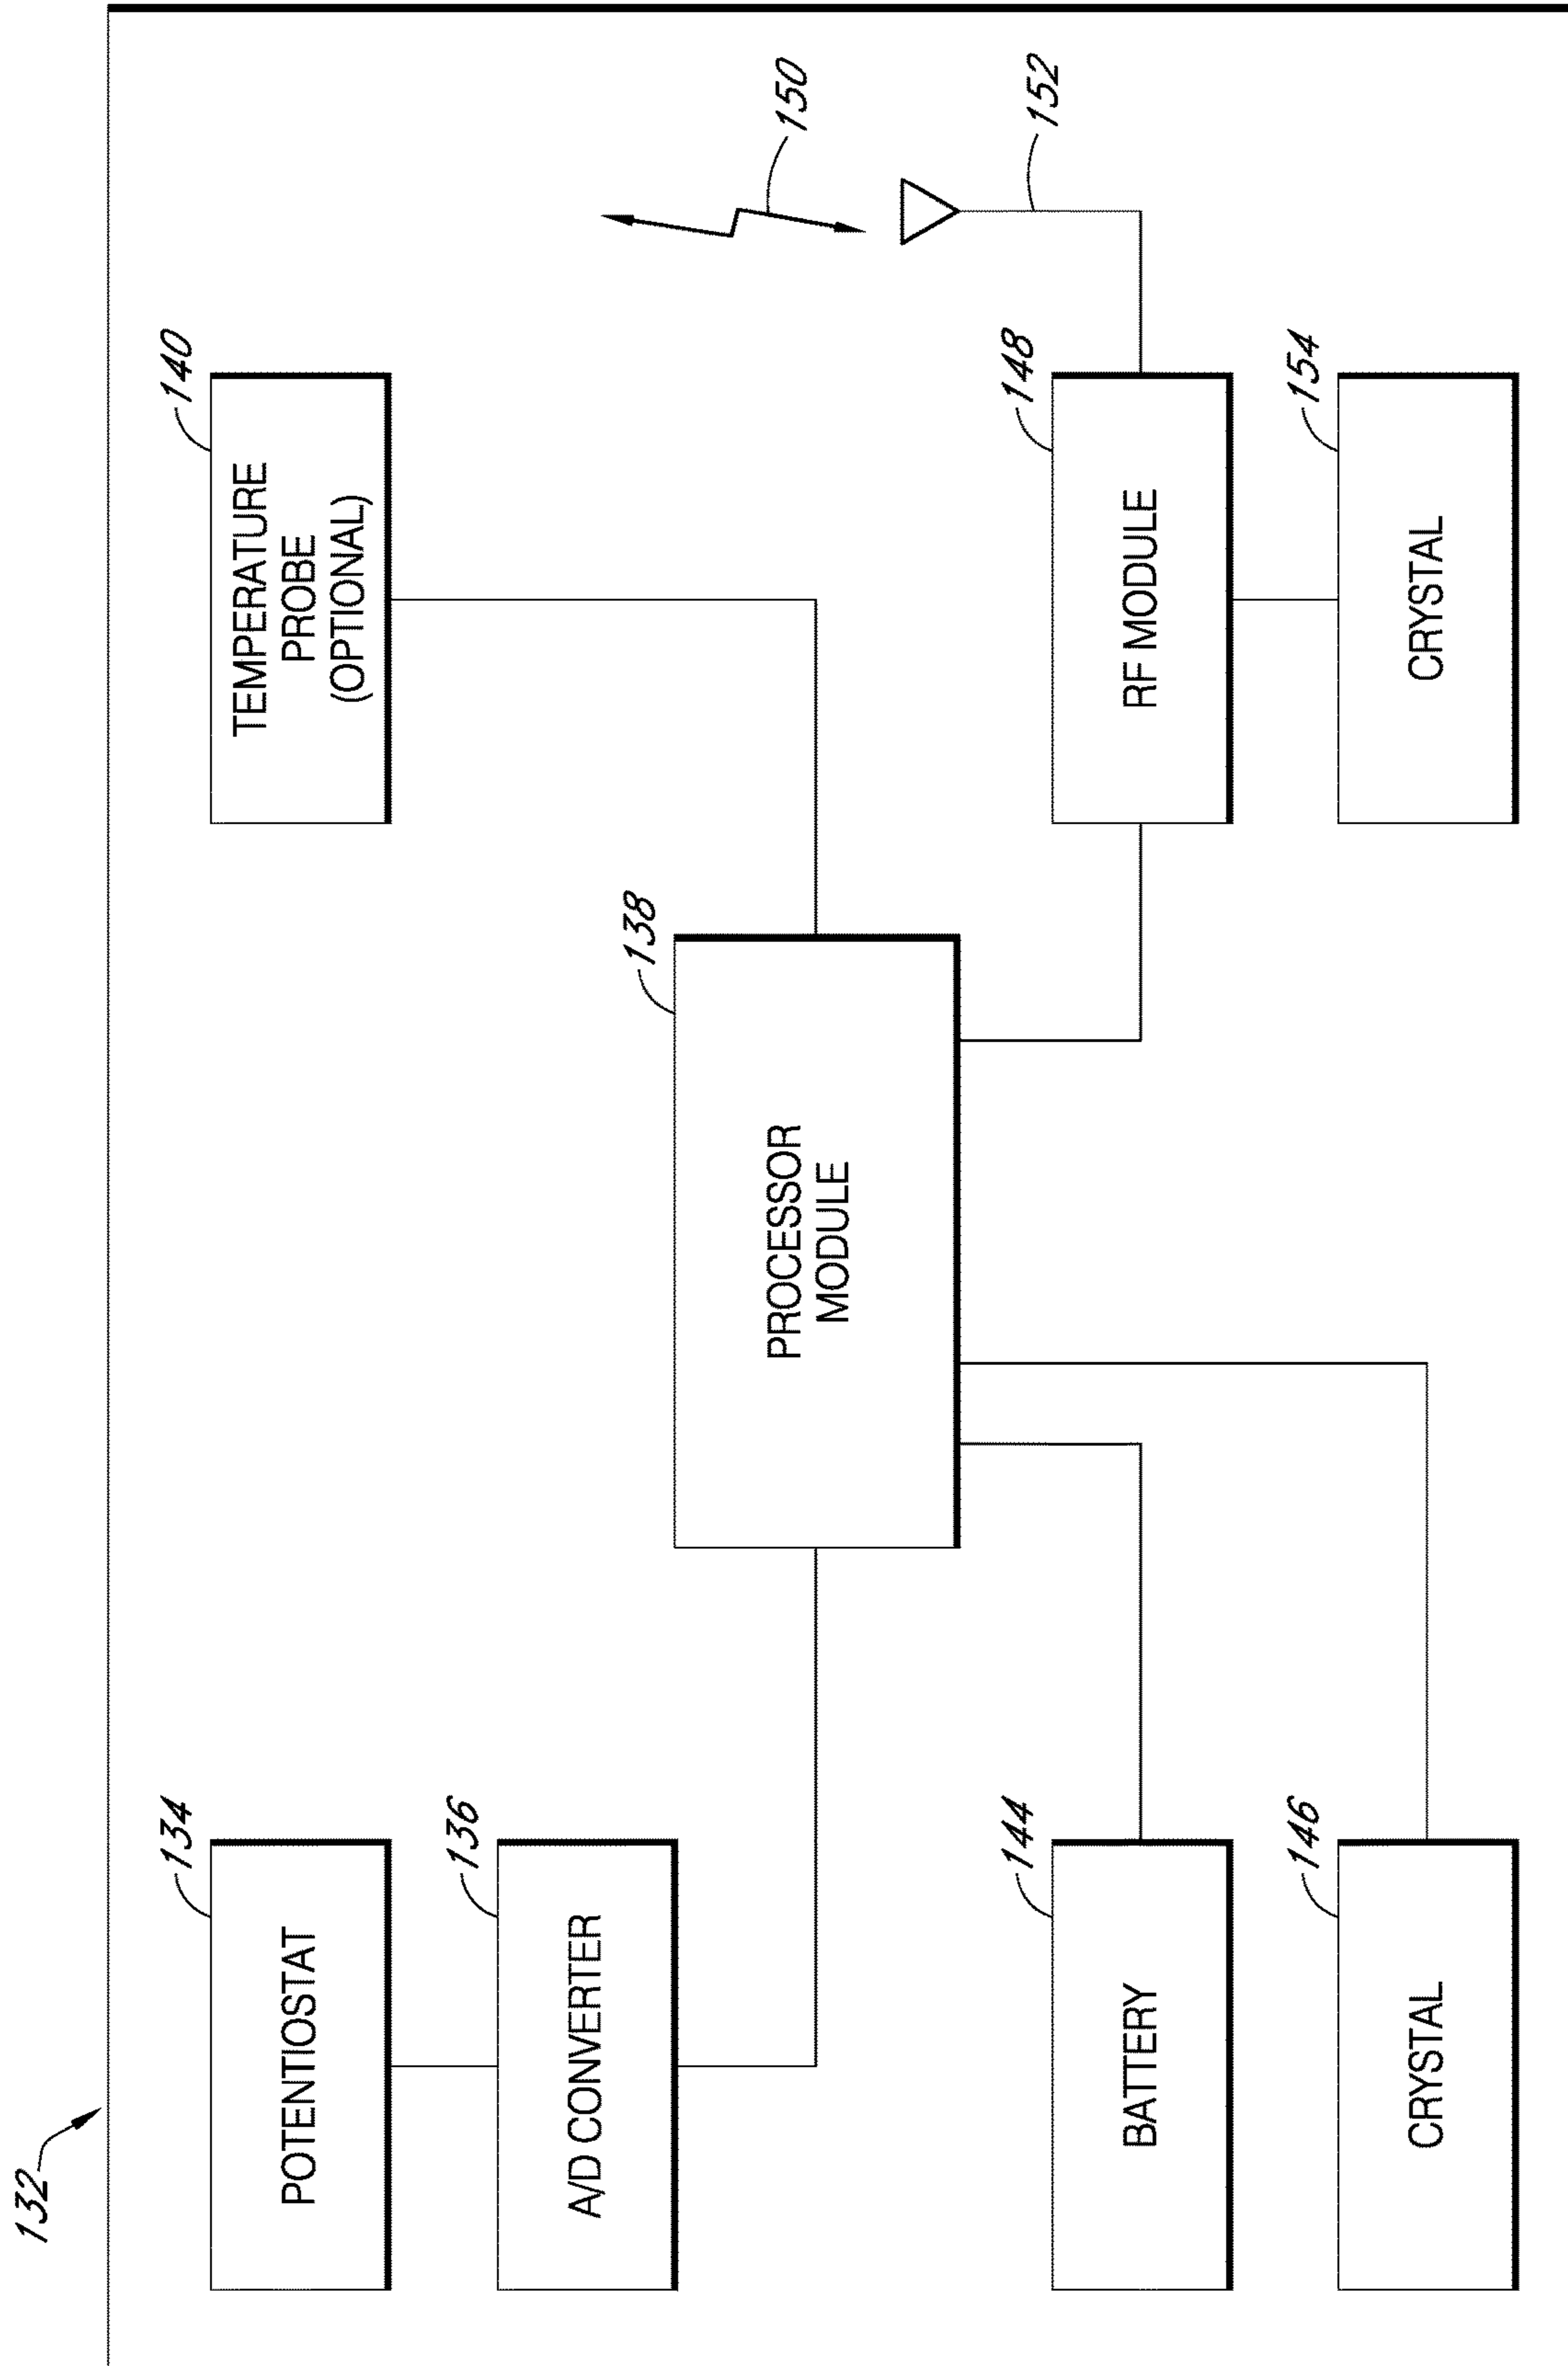 132
134
POTENTIOSTAT
140
TEMPERATURE
PROBE
(OPTIONAL)
136
A/D CONVERTER
138
PROCESSOR
MODULE
150
152
144
BATTERY
148
RF MODULE
146
CRYSTAL
154
CRYSTAL